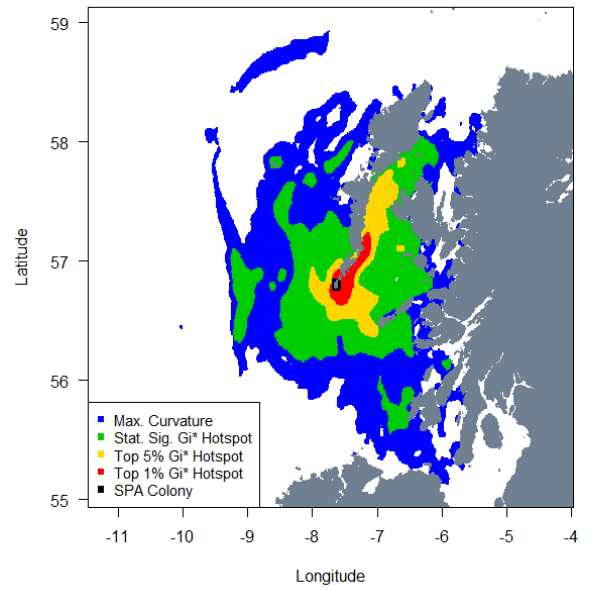 59
58
57
56
55
Latitude
Max. Curvature
Stat. Sig. Gi* Hotspot
Top 5% Gi* Hotspot
Top 1% Gi* Hotspot
SPA Colony
-11 -10 -9 -8 -7 -6 -5 -4
Longitude